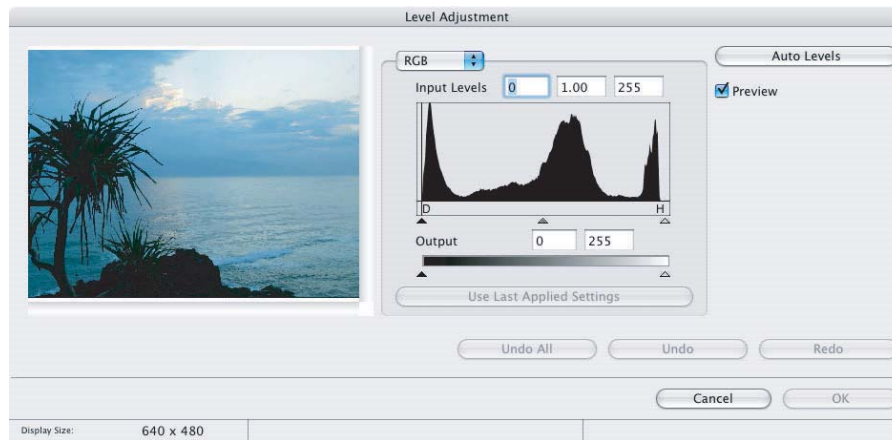 Level Adjustment
RGB
Auto Levels
Input Levels 0 1.00 255
Preview
D H
Output 0 255
Use Last Applied Settings
Undo All Undo Redo
Cancel OK
Display Size: 640 x 480